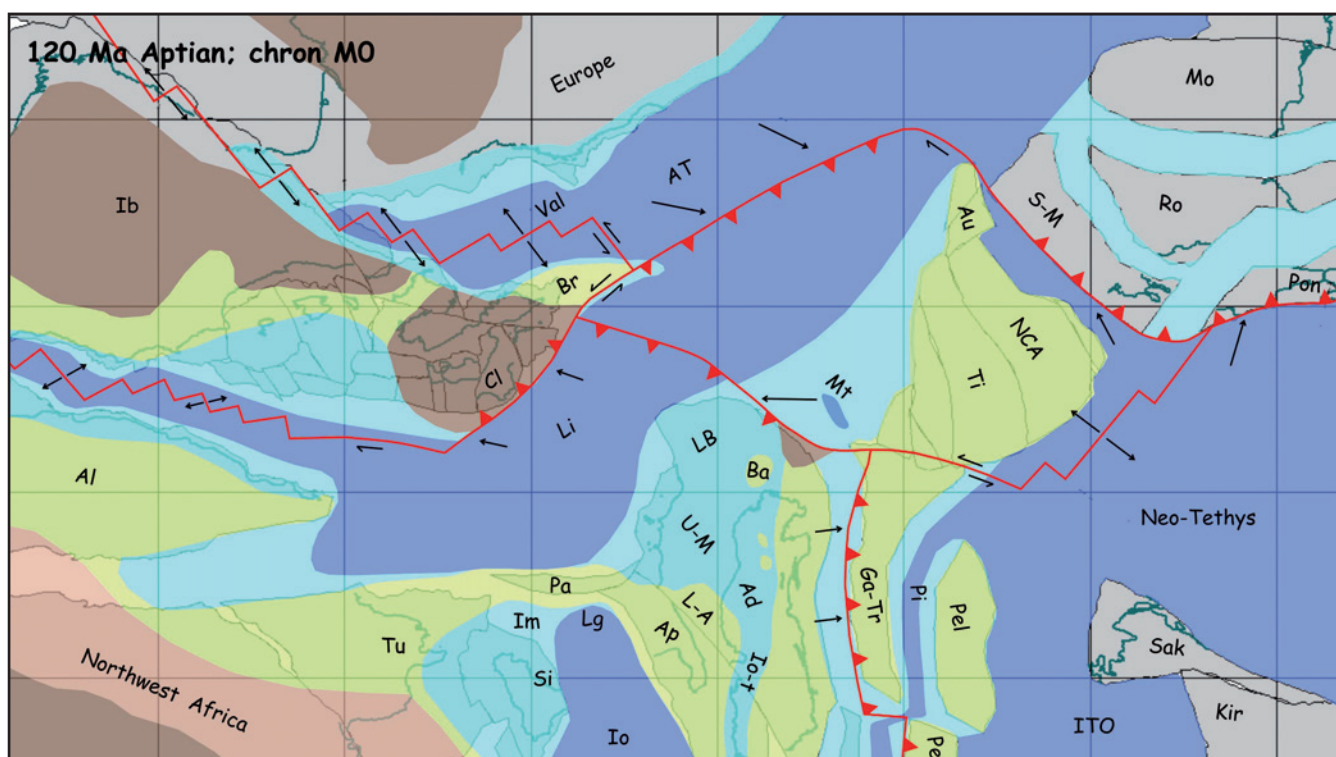 120 Ma Aptian; chron M0
Europe
Mo
Ib
AT
Val
S-M
Ro
Au
Br
Pon
NCA
Cl
Ti
Mt
Li
LB
Al
Ba
Neo-Tethys
U-M
Pa
Ad
Ga-Tr
Pi
Pel
L-A
Im
Lg
Ap
Tu
Sak
Io-t
Northwest Africa
Si
Kir
Io
ITO
Pe